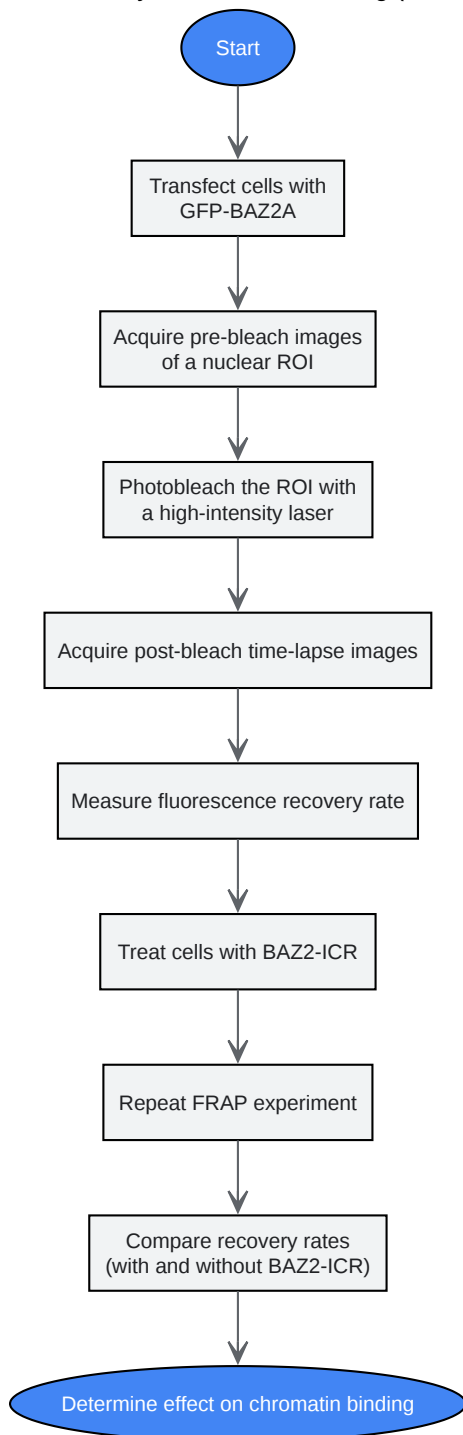 Start
Transfect cells with
GFP-BAZ2A
Acquire pre-bleach images
of a nuclear ROI
Photobleach the ROI with
a high-intensity laser
Acquire post-bleach time-lapse images
Measure fluorescence recovery rate
Treat cells with BAZ2-ICR
Repeat FRAP experiment
Compare recovery rates
(with and without BAZ2-ICR)
Determine effect on chromatin binding